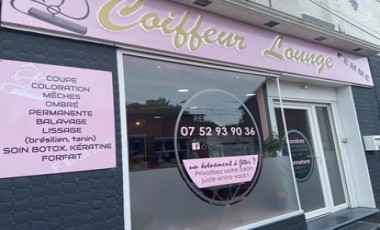 Coiffeur Lounge
FEMME
COUPE
COLORATION
MÈCHES
OMBRÉ
PERMANENTE
BALAYAGE
LISSAGE
(brésilien, tanin)
SOIN BOTOX, KÉRATINE
FORFAIT
07 52 93 90 36
un événement à fêter ?
Privatisez votre salon
juste entre vous !